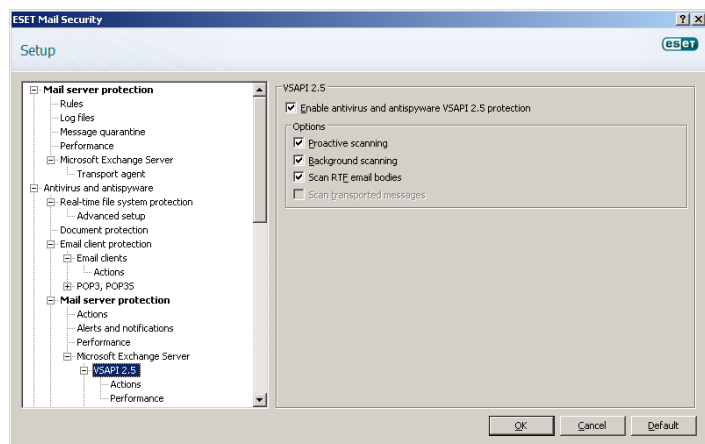 ESET Mail Security
Setup
eset
Mail server protection
Rules
Log files
Message quarantine
Performance
Microsoft Exchange Server
Transport agent
Antivirus and antispyware
Real-time file system protection
Advanced setup
Document protection
Email client protection
Email clients
Actions
POP3, POP3S
Mail server protection
Actions
Alerts and notifications
Performance
Microsoft Exchange Server
VSAPI 2.5
Actions
Performance
VSAPI 2.5
Enable antivirus and antispyware VSAPI 2.5 protection
Options
Proactive scanning
Background scanning
Scan RTF email bodies
Scan transported messages
OK
Cancel
Default